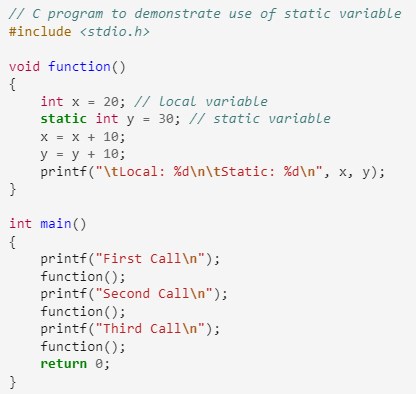 // C program to demonstrate use of static variable
#include <stdio.h>
void function()
{
int x = 20; // local variable
static int y = 30; // static variable
x = x + 10;
y = y + 10;
printf("\tLocal: %d\n\tStatic: %d\n", x, y);
}
int main()
{
printf("First Call\n");
function();
printf("Second Call\n");
function();
printf("Third Call\n");
function();
return 0;
}